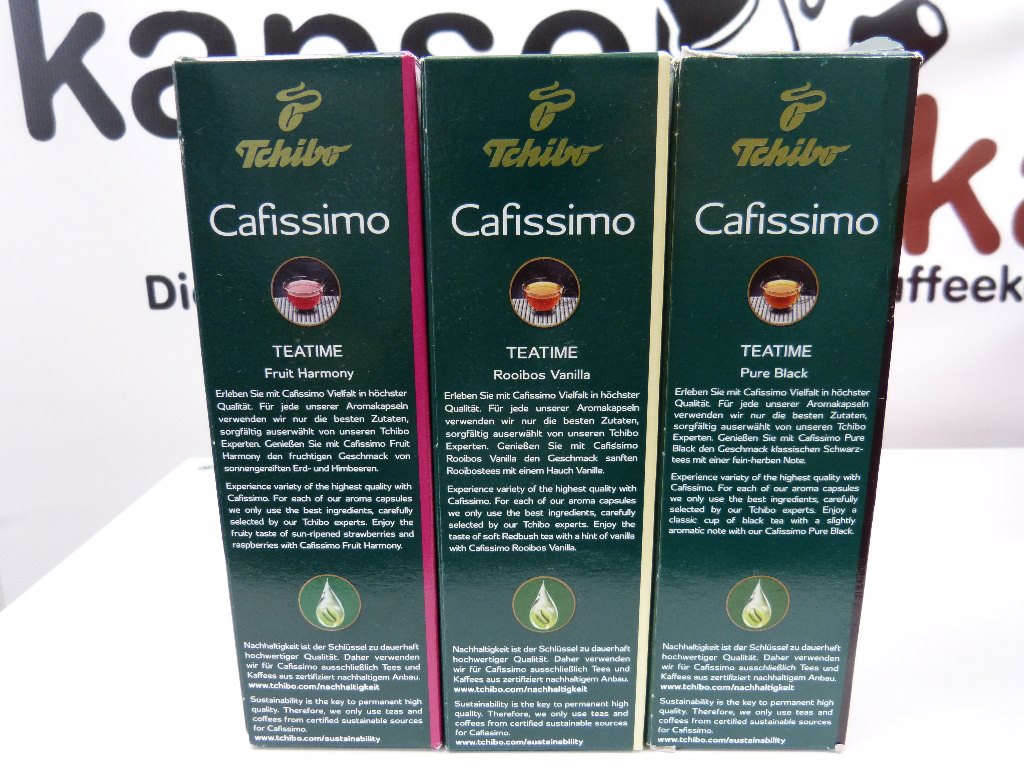 kapse
ka
Di
ffeek
Tchibo
Cafissimo
TEATIME
Fruit Harmony
Erleben Sie mit Cafissimo Vielfalt in höchster
Qualität. Für jede unserer Aromakapseln
verwenden wir nur die besten Zutaten,
sorgfältig auserwählt von unseren Tchibo
Experten. Genießen Sie mit Cafissimo Fruit
Harmony den fruchtigen Geschmack von
sonnengereiften Erd- und Himbeeren.
Experience variety of the highest quality with
Cafissimo. For each of our aroma capsules
we only use the best ingredients, carefully
selected by our Tchibo experts. Enjoy the
fruity taste of sun-ripened strawberries and
raspberries with Cafissimo Fruit Harmony.
Nachhaltigkeit ist der Schlüssel zu dauerhaft
hochwertiger Qualität. Daher verwenden
wir für Cafissimo ausschließlich Tees und
Kaffees aus zertifiziert nachhaltigem Anbau.
www.tchibo.com/nachhaltigkeit
Sustainability is the key to permanent high
quality. Therefore, we only use teas and
coffees from certified sustainable sources
for Cafissimo.
www.tchibo.com/sustainability
Tchibo
Cafissimo
TEATIME
Rooibos Vanilla
Erleben Sie mit Cafissimo Vielfalt in höchster
Qualität. Für jede unserer Aromakapseln
verwenden wir nur die besten Zutaten,
sorgfältig auserwählt von unseren Tchibo
Experten. Genießen Sie mit Cafissimo
Rooibos Vanilla den Geschmack sanften
Rooibostees mit einem Hauch Vanille.
Experience variety of the highest quality with
Cafissimo. For each of our aroma capsules
we only use the best ingredients, carefully
selected by our Tchibo experts. Enjoy the
taste of soft Redbush tea with a hint of vanilla
with Cafissimo Rooibos Vanilla.
Nachhaltigkeit ist der Schlüssel zu dauerhaft
hochwertiger Qualität. Daher verwenden
wir für Cafissimo ausschließlich Tees und
Kaffees aus zertifiziert nachhaltigem Anbau.
www.tchibo.com/nachhaltigkeit
Sustainability is the key to permanent high
quality. Therefore, we only use teas and
coffees from certified sustainable sources
for Cafissimo.
www.tchibo.com/sustainability
Tchibo
Cafissimo
TEATIME
Pure Black
Erleben Sie mit Cafissimo Vielfalt in höchster
Qualität. Für jede unserer Aromakapseln
verwenden wir nur die besten Zutaten,
sorgfältig auserwählt von unseren Tchibo
Experten. Genießen Sie mit Cafissimo Pure
Black den Geschmack klassischen Schwarz-
tees mit einer fein-herben Note.
Experience variety of the highest quality with
Cafissimo. For each of our aroma capsules
we only use the best ingredients, carefully
selected by our Tchibo experts. Enjoy a
classic cup of black tea with a slightly
aromatic note with our Cafissimo Pure Black.
Nachhaltigkeit ist der Schlüssel zu dauerhaft
hochwertiger Qualität. Daher verwenden
wir für Cafissimo ausschließlich Tees und
Kaffees aus zertifiziert nachhaltigem Anbau.
www.tchibo.com/nachhaltigkeit
Sustainability is the key to permanent high
quality. Therefore, we only use teas and
coffees from certified sustainable sources
for Cafissimo.
www.tchibo.com/sustainability